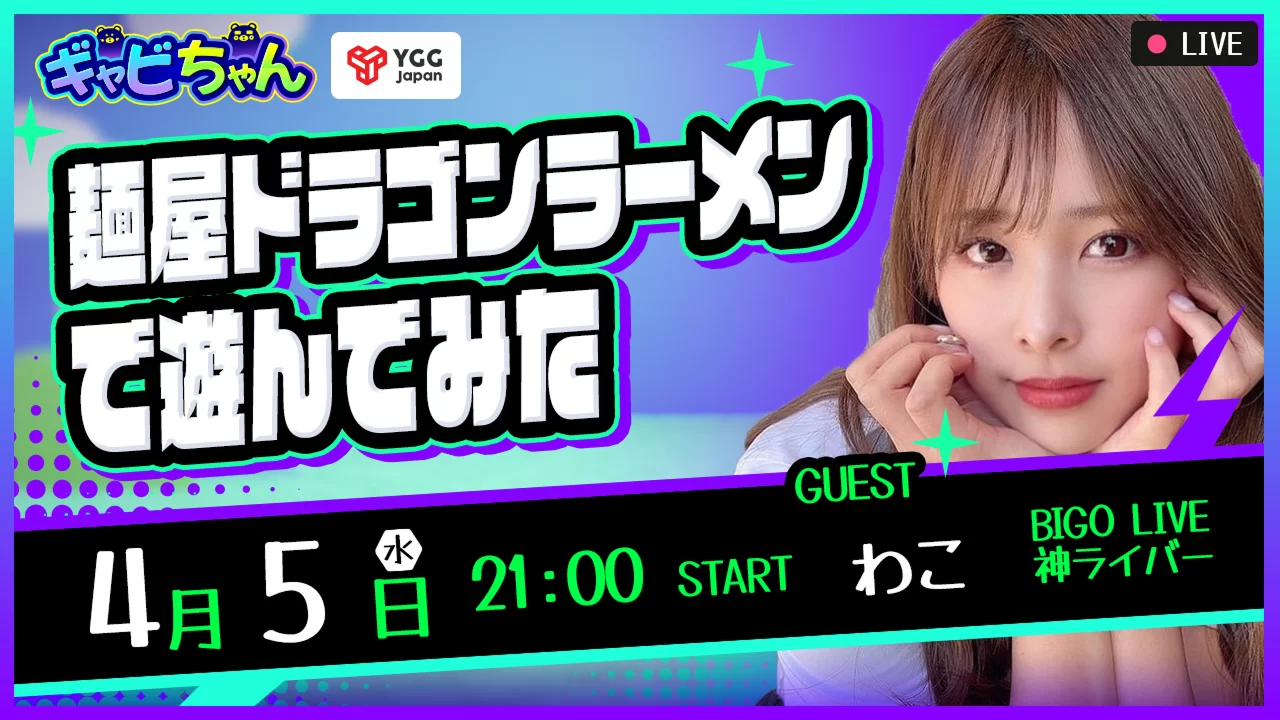 ギャビちゃん
YGG
Japan
LIVE
麺屋ドラゴンラーメン
で遊んでみた
GUEST
4月5日
水
21:00 START
わこ
BIGO LIVE
神ライバー